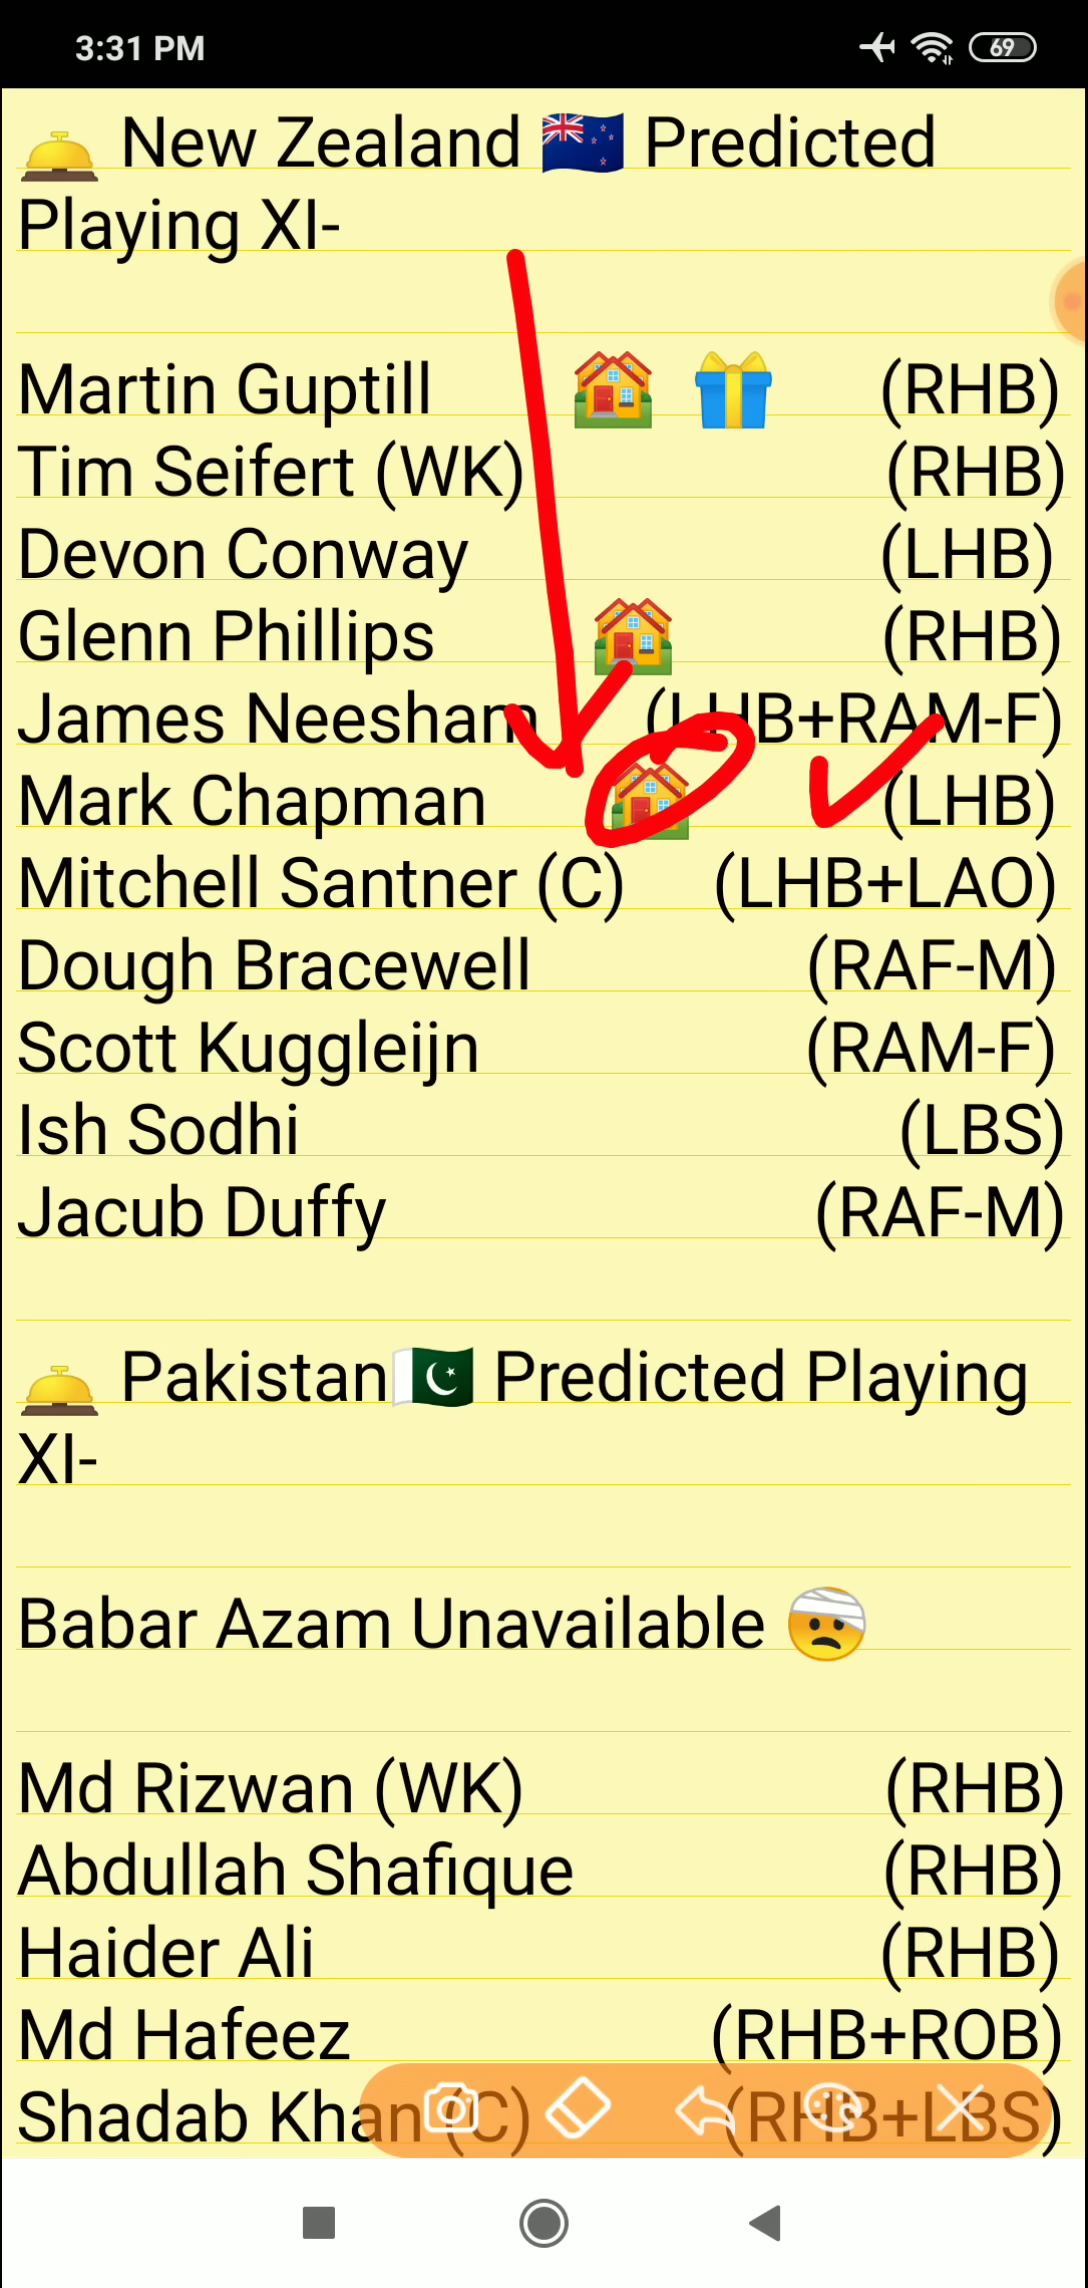 3:31 PM
69
🛎 New Zealand 🇳🇿 Predicted
Playing XI-
Martin Guptill 🏘 🎁 (RHB)
Tim Seifert (WK) (RHB)
Devon Conway (LHB)
Glenn Phillips 🏘 (RHB)
James Neesham (LHB+RAM-F)
Mark Chapman 🏘 (LHB)
Mitchell Santner (C) (LHB+LAO)
Dough Bracewell (RAF-M)
Scott Kuggleijn (RAM-F)
Ish Sodhi (LBS)
Jacub Duffy (RAF-M)
🛎 Pakistan🇵🇰 Predicted Playing
XI-
Babar Azam Unavailable 🤕
Md Rizwan (WK) (RHB)
Abdullah Shafique (RHB)
Haider Ali (RHB)
Md Hafeez (RHB+ROB)
Shadab Khan (C) (RHB+LBS)